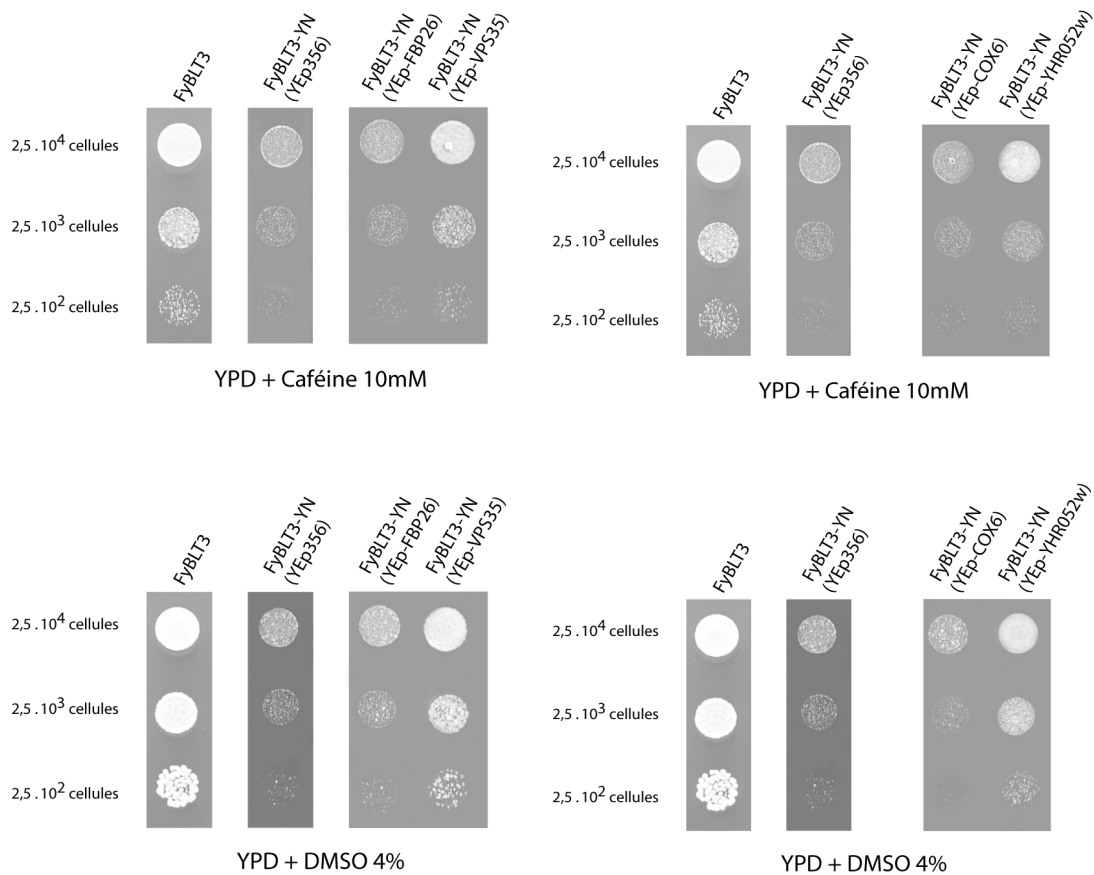 FyBLT3
FyBLT3-YN
(YEp356)
FyBLT3-YN
(YEp-FBP26)
FyBLT3-YN
(YEp-VPS35)
2,5 . 10⁴ cellules
2,5 . 10³ cellules
2,5 . 10² cellules
YPD + Caféine 10mM
FyBLT3
FyBLT3-YN
(YEp356)
FyBLT3-YN
(YEp-COX6)
FyBLT3-YN
(YEp-YHR052w)
2,5 . 10⁴ cellules
2,5 . 10³ cellules
2,5 . 10² cellules
YPD + Caféine 10mM
FyBLT3
FyBLT3-YN
(YEp356)
FyBLT3-YN
(YEp-FBP26)
FyBLT3-YN
(YEp-VPS35)
2,5 . 10⁴ cellules
2,5 . 10³ cellules
2,5 . 10² cellules
YPD + DMSO 4%
FyBLT3
FyBLT3-YN
(YEp356)
FyBLT3-YN
(YEp-COX6)
FyBLT3-YN
(YEp-YHR052w)
2,5 . 10⁴ cellules
2,5 . 10³ cellules
2,5 . 10² cellules
YPD + DMSO 4%